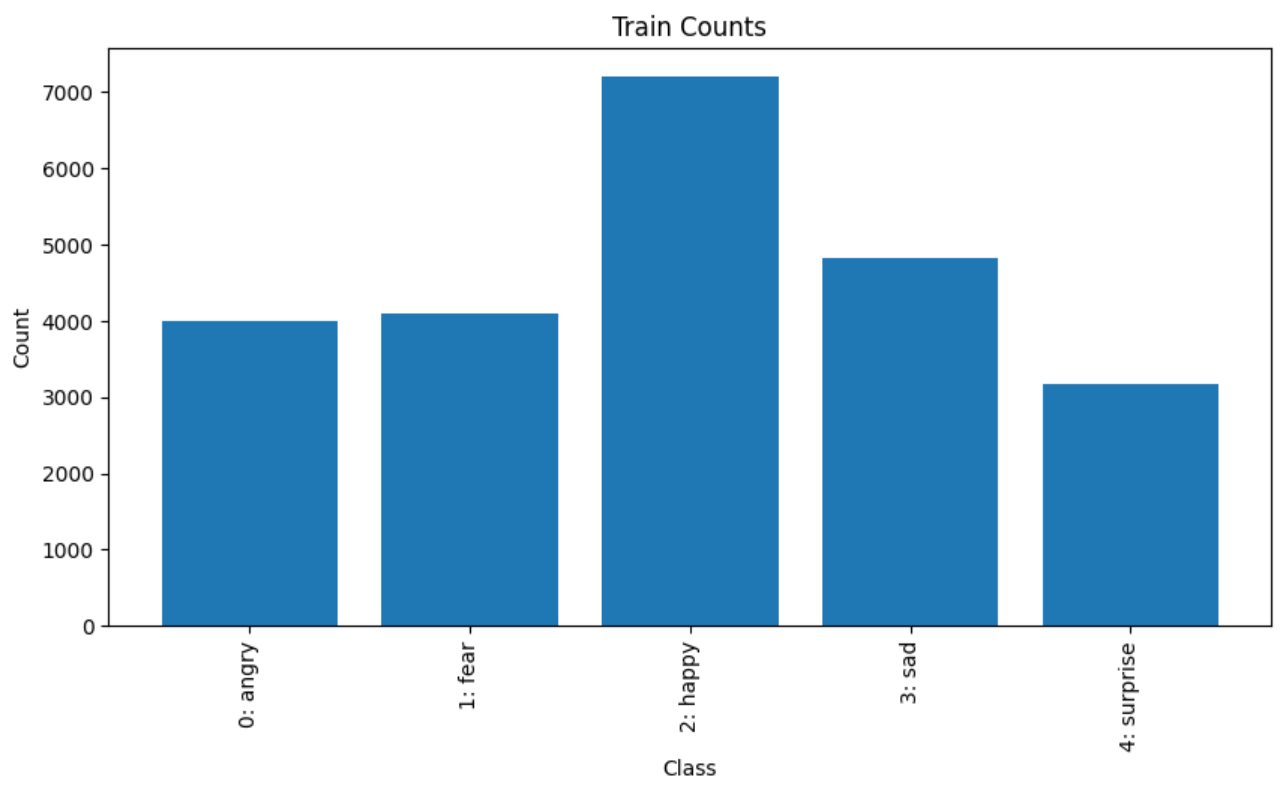 Train Counts
7000
6000
5000
4000
3000
2000
1000
0
Count
0: angry
1: fear
2: happy
3: sad
4: surprise
Class